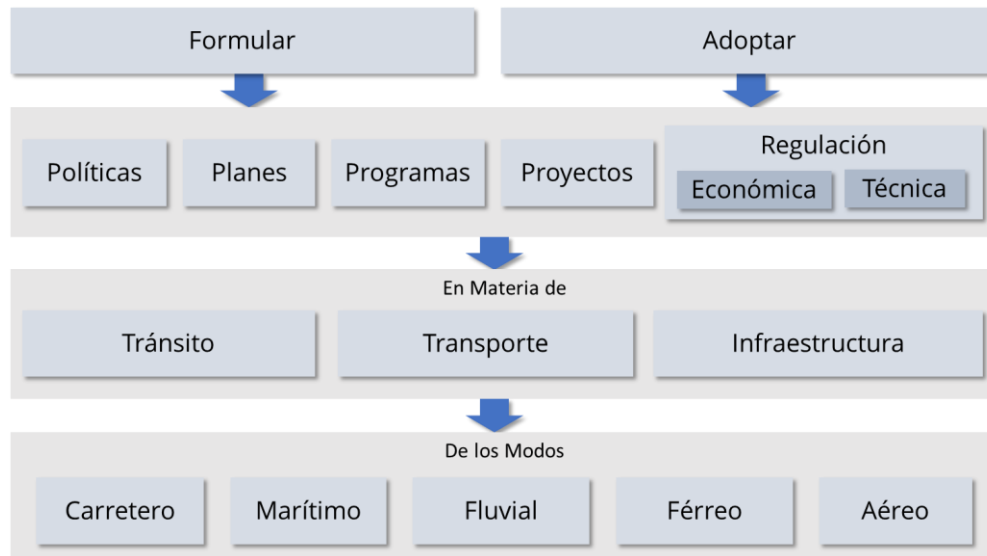 Formular
Adoptar
Políticas
Planes
Programas
Proyectos
Regulación
Económica
Técnica
En Materia de
Tránsito
Transporte
Infraestructura
De los Modos
Carretero
Marítimo
Fluvial
Férreo
Aéreo